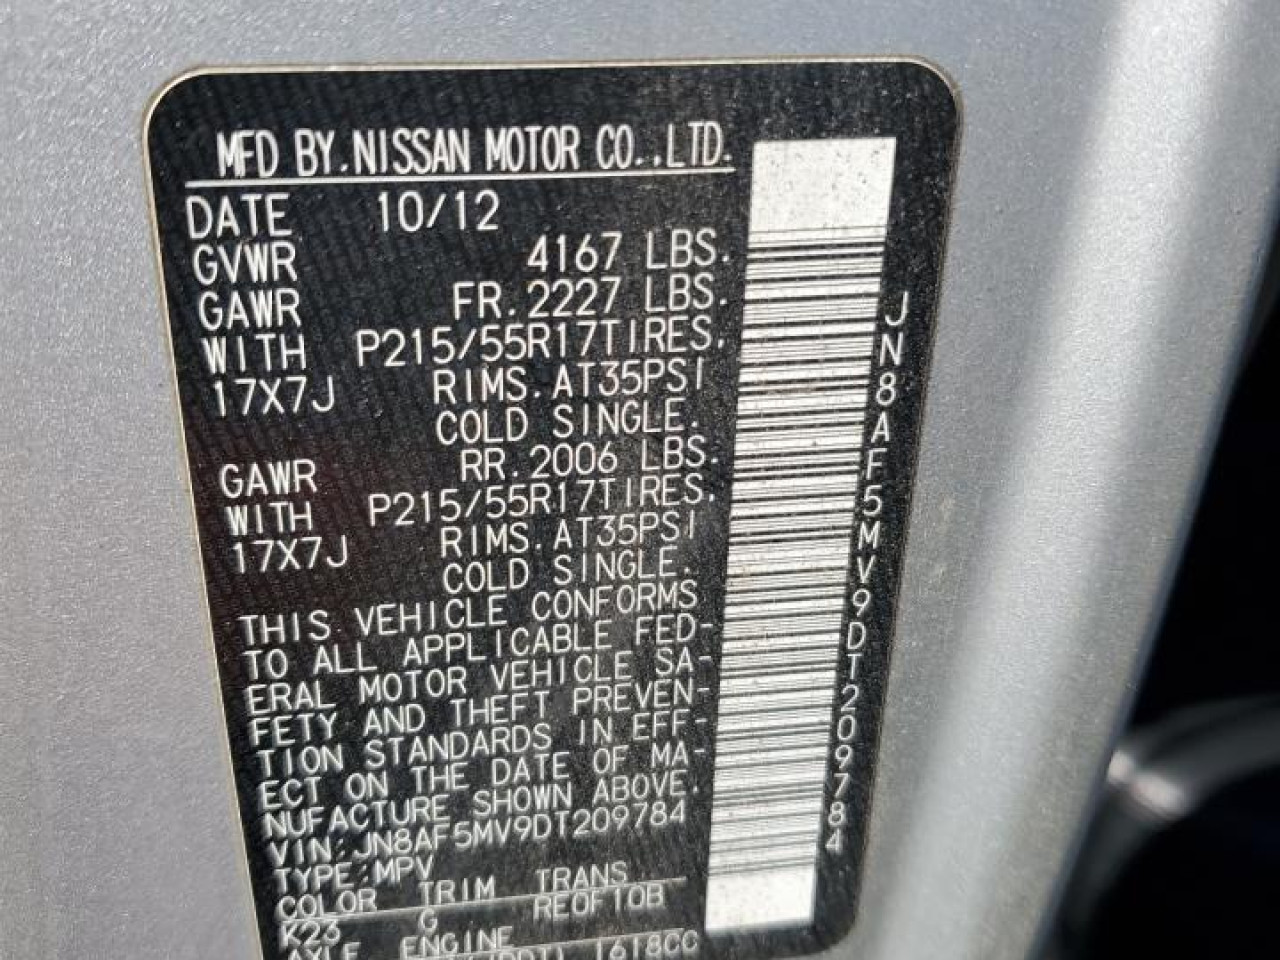 MFD BY.NISSAN MOTOR CO.,LTD.
DATE 10/12
GVWR 4167 LBS.
GAWR FR.2227 LBS.
WITH P215/55R17TIRES.
17X7J RIMS.AT35PSI
COLD SINGLE.
GAWR RR.2006 LBS.
WITH P215/55R17TIRES.
17X7J RIMS.AT35PSI
COLD SINGLE.
THIS VEHICLE CONFORMS
TO ALL APPLICABLE FED-
ERAL MOTOR VEHICLE SA-
FETY AND THEFT PREVEN-
TION STANDARDS IN EFF-
ECT ON THE DATE OF MA-
NUFACTURE SHOWN ABOVE.
VIN:JN8AF5MV9DT209784
TYPE:MPV
COLOR TRIM TRANS
K23 G RE0F10B
AXLE ENGINE
1618CC
JN8AF5MV9DT209784